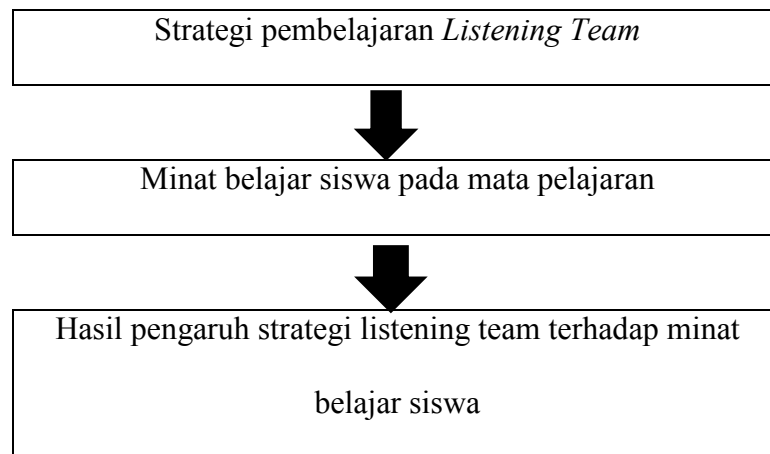 Strategi pembelajaran Listening Team
Minat belajar siswa pada mata pelajaran
Hasil pengaruh strategi listening team terhadap minat
belajar siswa